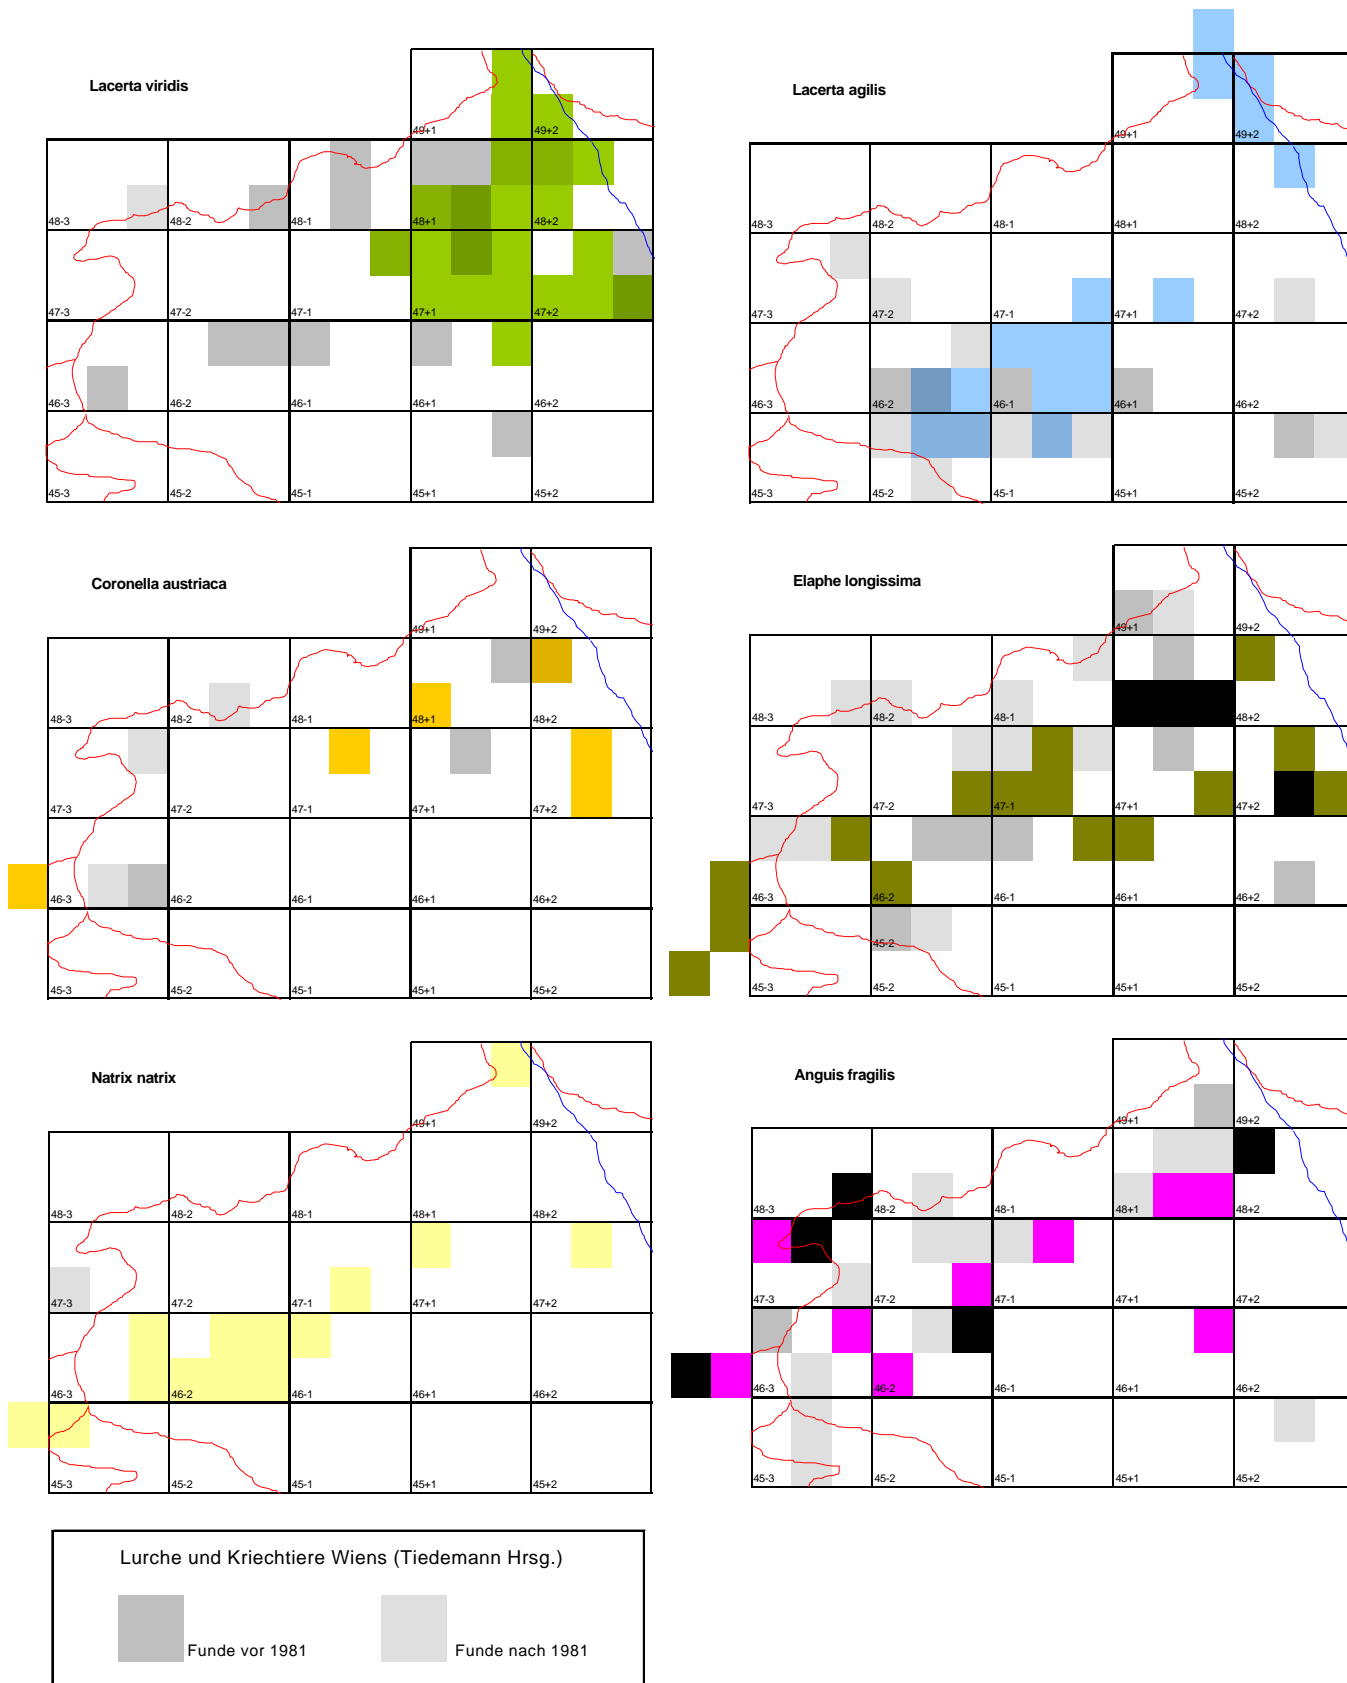 Lacerta viridis
49+1 49+2
48-3 48-2 48-1 48+1 48+2
47-3 47-2 47-1 47+1 47+2
46-3 46-2 46-1 46+1 46+2
45-3 45-2 45-1 45+1 45+2
Lacerta agilis
49+1 49+2
48-3 48-2 48-1 48+1 48+2
47-3 47-2 47-1 47+1 47+2
46-3 46-2 46-1 46+1 46+2
45-3 45-2 45-1 45+1 45+2
Coronella austriaca
49+1 49+2
48-3 48-2 48-1 48+1 48+2
47-3 47-2 47-1 47+1 47+2
46-3 46-2 46-1 46+1 46+2
45-3 45-2 45-1 45+1 45+2
Elaphe longissima
49+1 49+2
48-3 48-2 48-1 48+2
47-3 47-2 47-1 47+1 47+2
46-3 46-2 46-1 46+1 46+2
45-2
45-3 45-2 45-1 45+1 45+2
Natrix natrix
49+1 49+2
48-3 48-2 48-1 48+1 48+2
47-3 47-2 47-1 47+1 47+2
46-3 46-2 46-1 46+1 46+2
45-3 45-2 45-1 45+1 45+2
Anguis fragilis
49+1 49+2
48-3 48-2 48-1 48+1 48+2
47-3 47-2 47-1 47+1 47+2
46-3 46-2 46-1 46+1 46+2
45-3 45-2 45-1 45+1 45+2
Lurche und Kriechtiere Wiens (Tiedemann Hrsg.)
Funde vor 1981 Funde nach 1981